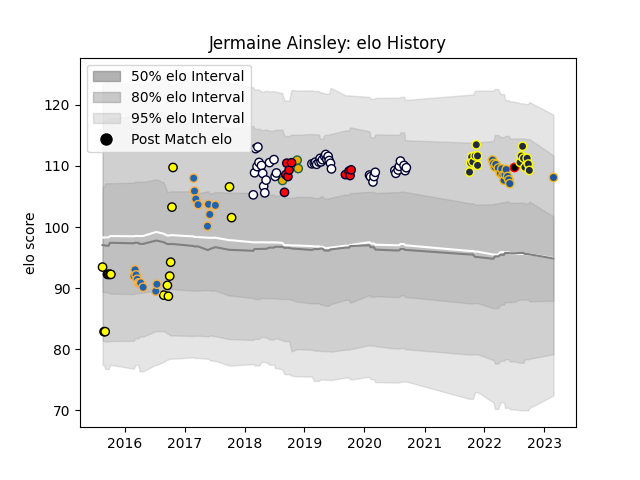 Jermaine Ainsley: elo History
50% elo Interval
80% elo Interval
95% elo Interval
Post Match elo
elo score
120
110
100
90
80
70
2016 2017 2018 2019 2020 2021 2022 2023